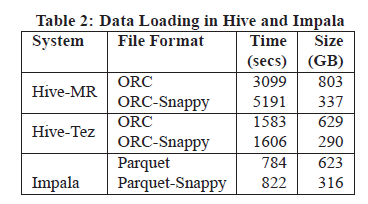 Table 2: Data Loading in Hive and Impala
System File Format Time Size
(secs) (GB)
Hive-MR ORC 3099 803
ORC-Snappy 5191 337
Hive-Tez ORC 1583 629
ORC-Snappy 1606 290
Parquet 784 623
Impala Parquet-Snappy 822 316